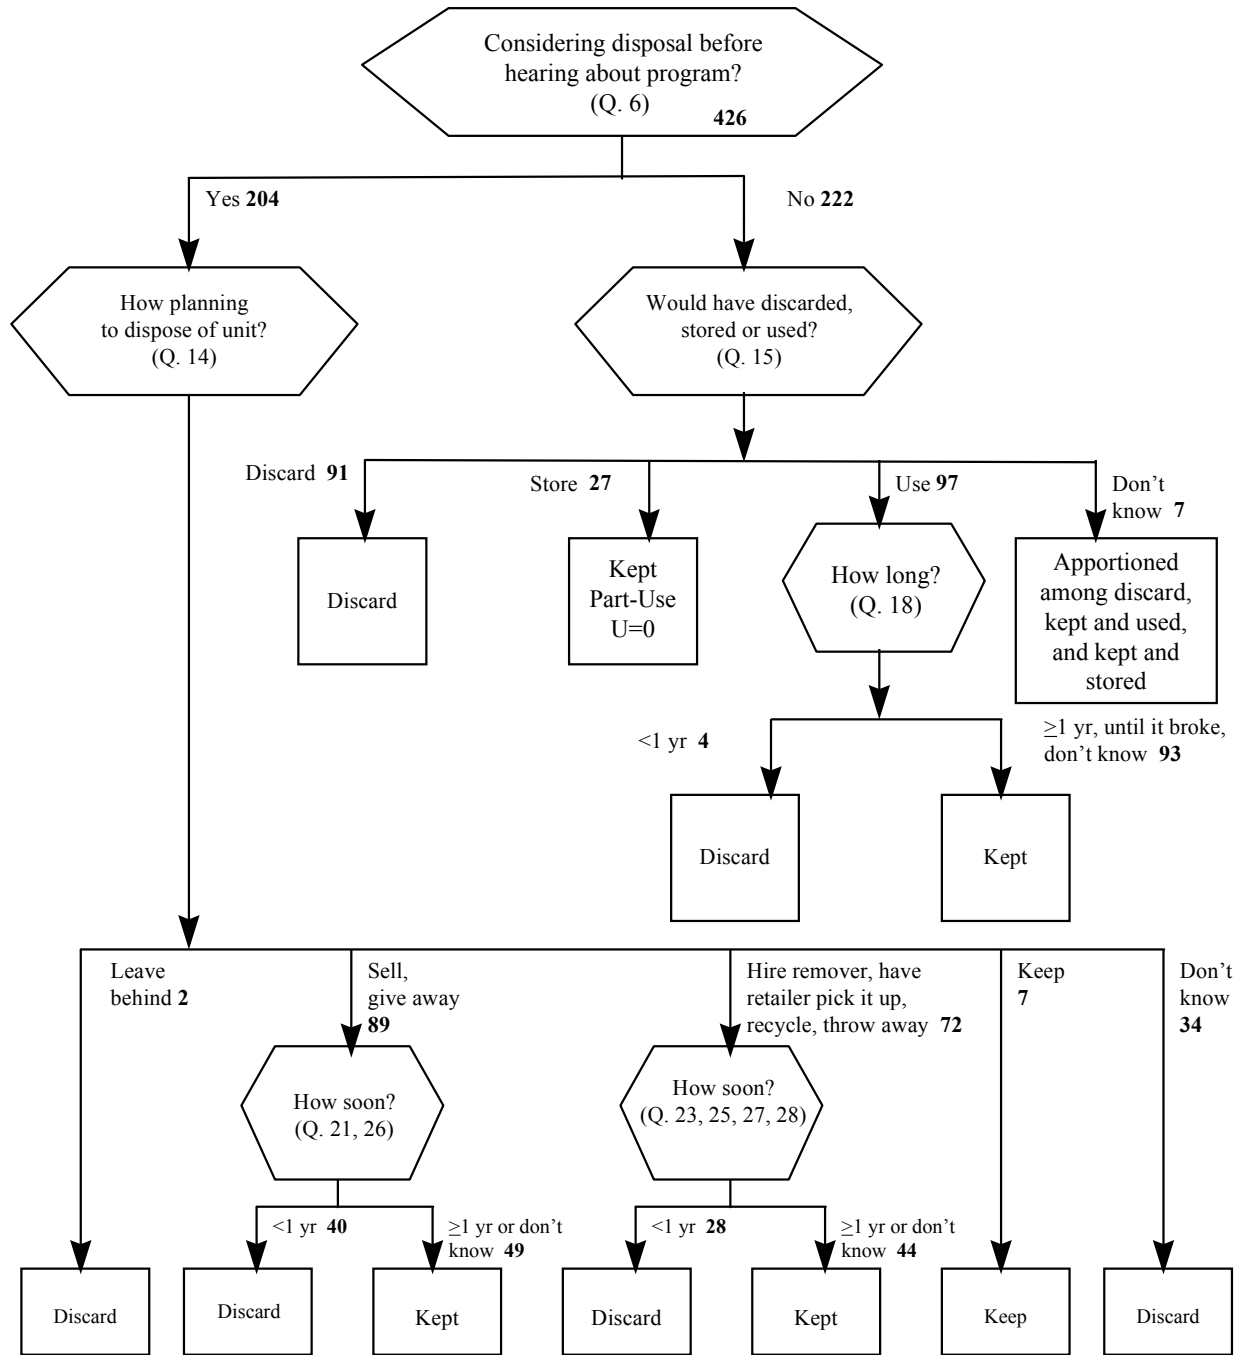 Considering disposal before
hearing about program?
(Q. 6)
426
Yes 204
No 222
How planning
to dispose of unit?
(Q. 14)
Would have discarded,
stored or used?
(Q. 15)
Discard 91
Store 27
Use 97
Don't
know 7
Discard
Kept
Part-Use
U=0
How long?
(Q. 18)
Apportioned
among discard,
kept and used,
and kept and
stored
<1 yr 4
≥1 yr, until it broke,
don't know 93
Discard
Kept
Leave
behind 2
Sell,
give away
89
Hire remover, have
retailer pick it up,
recycle, throw away 72
Keep
7
Don't
know
34
How soon?
(Q. 21, 26)
How soon?
(Q. 23, 25, 27, 28)
<1 yr 40
≥1 yr or don't
know 49
<1 yr 28
≥1 yr or don't
know 44
Discard
Discard
Kept
Discard
Kept
Keep
Discard